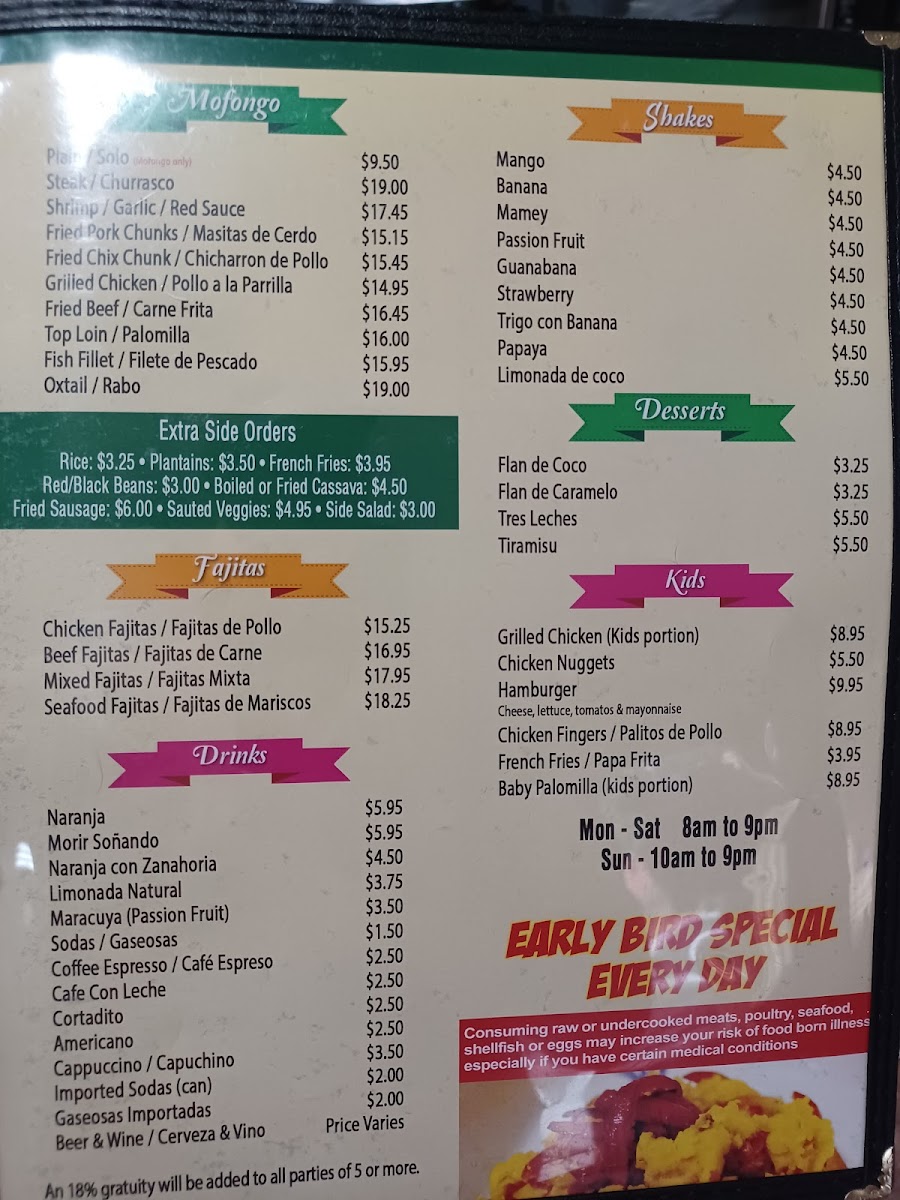 Mofongo
Plain / Solo (Mofongo only) $9.50
Steak / Churrasco $19.00
Shrimp / Garlic / Red Sauce $17.45
Fried Pork Chunks / Masitas de Cerdo $15.15
Fried Chix Chunk / Chicharron de Pollo $15.45
Grilled Chicken / Pollo a la Parrilla $14.95
Fried Beef / Carne Frita $16.45
Top Loin / Palomilla $16.00
Fish Fillet / Filete de Pescado $15.95
Oxtail / Rabo $19.00
Extra Side Orders
Rice: $3.25 • Plantains: $3.50 • French Fries: $3.95
Red/Black Beans: $3.00 • Boiled or Fried Cassava: $4.50
Fried Sausage: $6.00 • Sauted Veggies: $4.95 • Side Salad: $3.00
Fajitas
Chicken Fajitas / Fajitas de Pollo $15.25
Beef Fajitas / Fajitas de Carne $16.95
Mixed Fajitas / Fajitas Mixta $17.95
Seafood Fajitas / Fajitas de Mariscos $18.25
Drinks
Naranja $5.95
Morir Soñando $5.95
Naranja con Zanahoria $4.50
Limonada Natural $3.75
Maracuya (Passion Fruit) $3.50
Sodas / Gaseosas $1.50
Coffee Espresso / Café Espreso $2.50
Cafe Con Leche $2.50
Cortadito $2.50
Americano $2.50
Cappuccino / Capuchino $3.50
Imported Sodas (can) $2.00
Gaseosas Importadas $2.00
Beer & Wine / Cerveza & Vino Price Varies
An 18% gratuity will be added to all parties of 5 or more.
Shakes
Mango $4.50
Banana $4.50
Mamey $4.50
Passion Fruit $4.50
Guanabana $4.50
Strawberry $4.50
Trigo con Banana $4.50
Papaya $4.50
Limonada de coco $5.50
Desserts
Flan de Coco $3.25
Flan de Caramelo $3.25
Tres Leches $5.50
Tiramisu $5.50
Kids
Grilled Chicken (Kids portion) $8.95
Chicken Nuggets $5.50
Hamburger $9.95
Cheese, lettuce, tomatos & mayonnaise
Chicken Fingers / Palitos de Pollo $8.95
French Fries / Papa Frita $3.95
Baby Palomilla (kids portion) $8.95
Mon - Sat 8am to 9pm
Sun - 10am to 9pm
EARLY BIRD SPECIAL
EVERY DAY
Consuming raw or undercooked meats, poultry, seafood,
shellfish or eggs may increase your risk of food born illness
especially if you have certain medical conditions